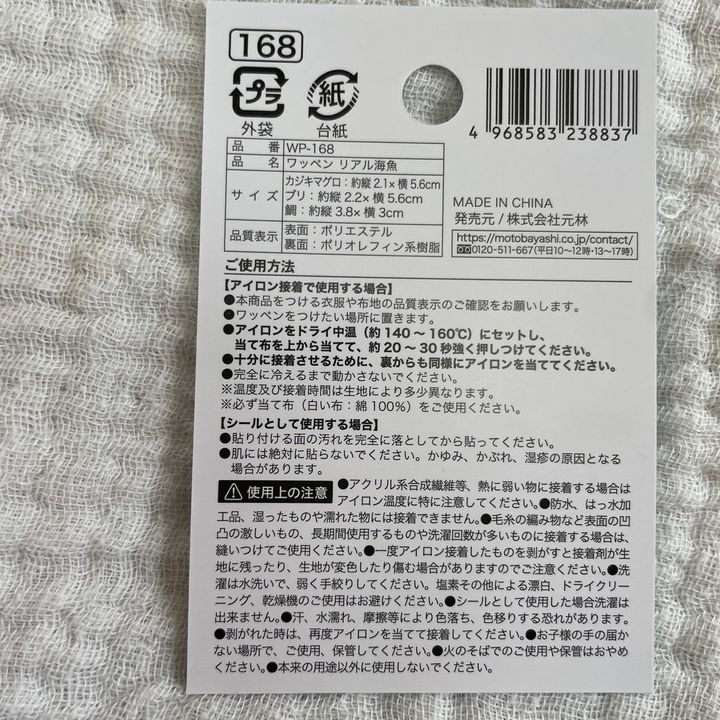 168
プラ
外袋
紙
台紙
4 968583 238837
品 番 WP-168
品 名 ワッペン リアル海魚
サイズ
カジキマグロ：約縦 2.1× 横 5.6cm
ブリ：約縦 2.2× 横 5.6cm
鯛：約縦 3.8× 横 3cm
品質表示
表面：ポリエステル
裏面：ポリオレフィン系樹脂
MADE IN CHINA
発売元 / 株式会社元林
https://motobayashi.co.jp/contact/
0120-511-667(平日10〜12時・13〜17時)
ご使用方法
【アイロン接着で使用する場合】
●本商品をつける衣服や布地の品質表示のご確認をお願いします。
●ワッペンをつけたい場所に置きます。
●アイロンをドライ中温（約 140 〜 160℃）にセットし、
当て布を上から当てて、約 20 〜 30 秒強く押しつけてください。
●十分に接着させるために、裏からも同様にアイロンを当ててください。
●完全に冷えるまで動かさないでください。
※温度及び接着時間は生地により多少異なります。
※必ず当て布（白い布：綿 100%）をご使用ください。
【シールとして使用する場合】
●貼り付ける面の汚れを完全に落としてから貼ってください。
●肌には絶対に貼らないでください。かゆみ、かぶれ、湿疹の原因となる
場合があります。
使用上の注意 ●アクリル系合成繊維等、熱に弱い物に接着する場合は
アイロン温度に特に注意してください。●防水、はっ水加
工品、湿ったものや濡れた物には接着できません。●毛糸の編み物など表面の凹
凸の激しいもの、長期間使用するものや洗濯回数が多いものに接着する場合は、
縫いつけてご使用ください。●一度アイロン接着したものを剥がすと接着剤が生
地に残ったり、生地が変色したり傷む場合がありますのでご注意ください。●洗
濯は水洗いで、弱く手絞りしてください。塩素その他による漂白、ドライクリー
ニング、乾燥機のご使用はお避けください。●シールとして使用した場合洗濯は
出来ません。●汗、水濡れ、摩擦等により色落ち、色移りする恐れがあります。
●剥がれた時は、再度アイロンを当てて接着してください。●お子様の手の届か
ない場所で、ご使用、保管してください。●火のそばでのご使用や保管はおやめ
ください。●本来の用途以外に使用しないでください。